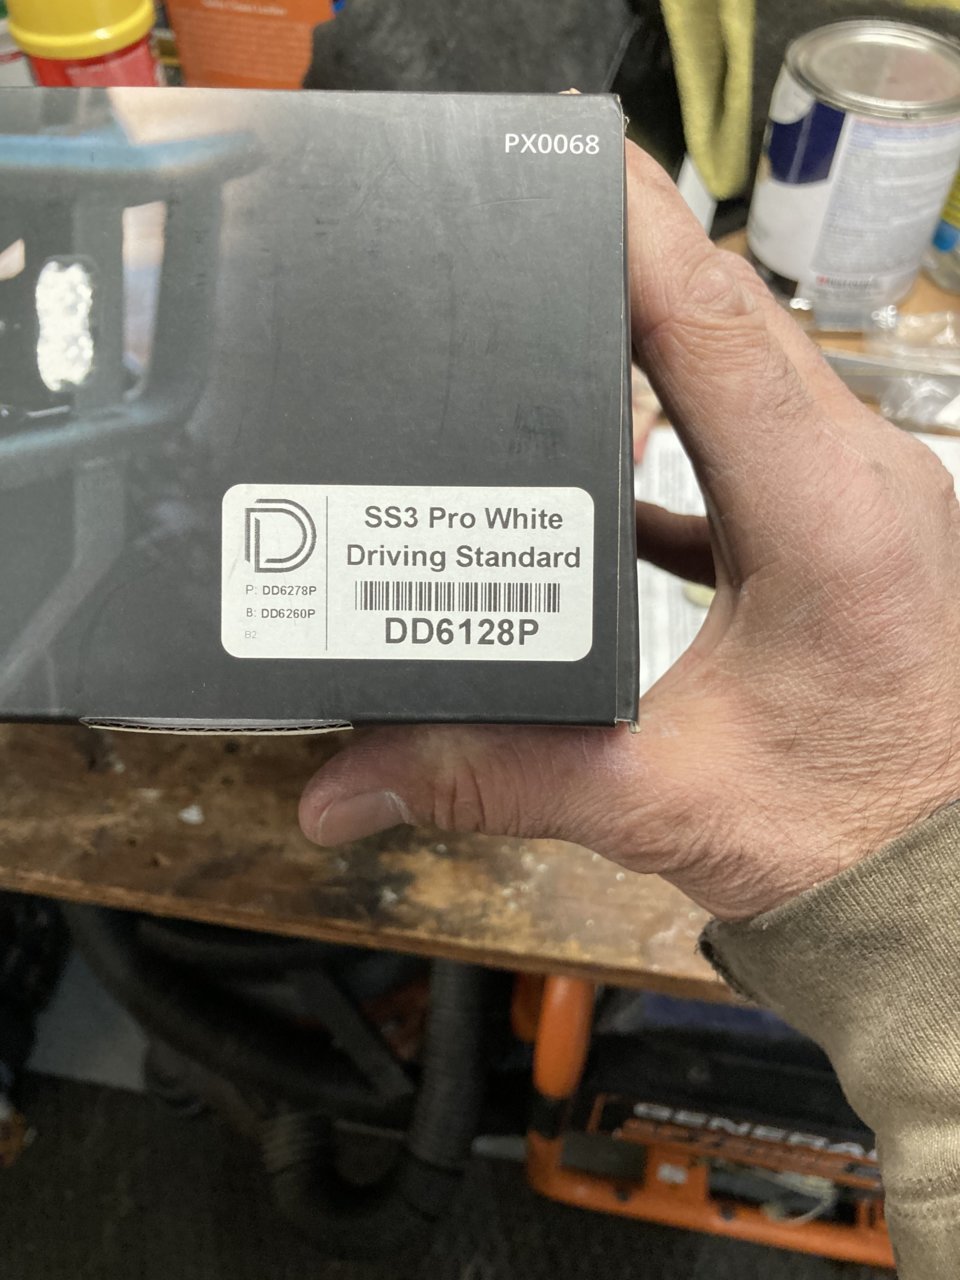 PX0068
SS3 Pro White
Driving Standard
P: DD6278P
B: DD6260P
B2
DD6128P